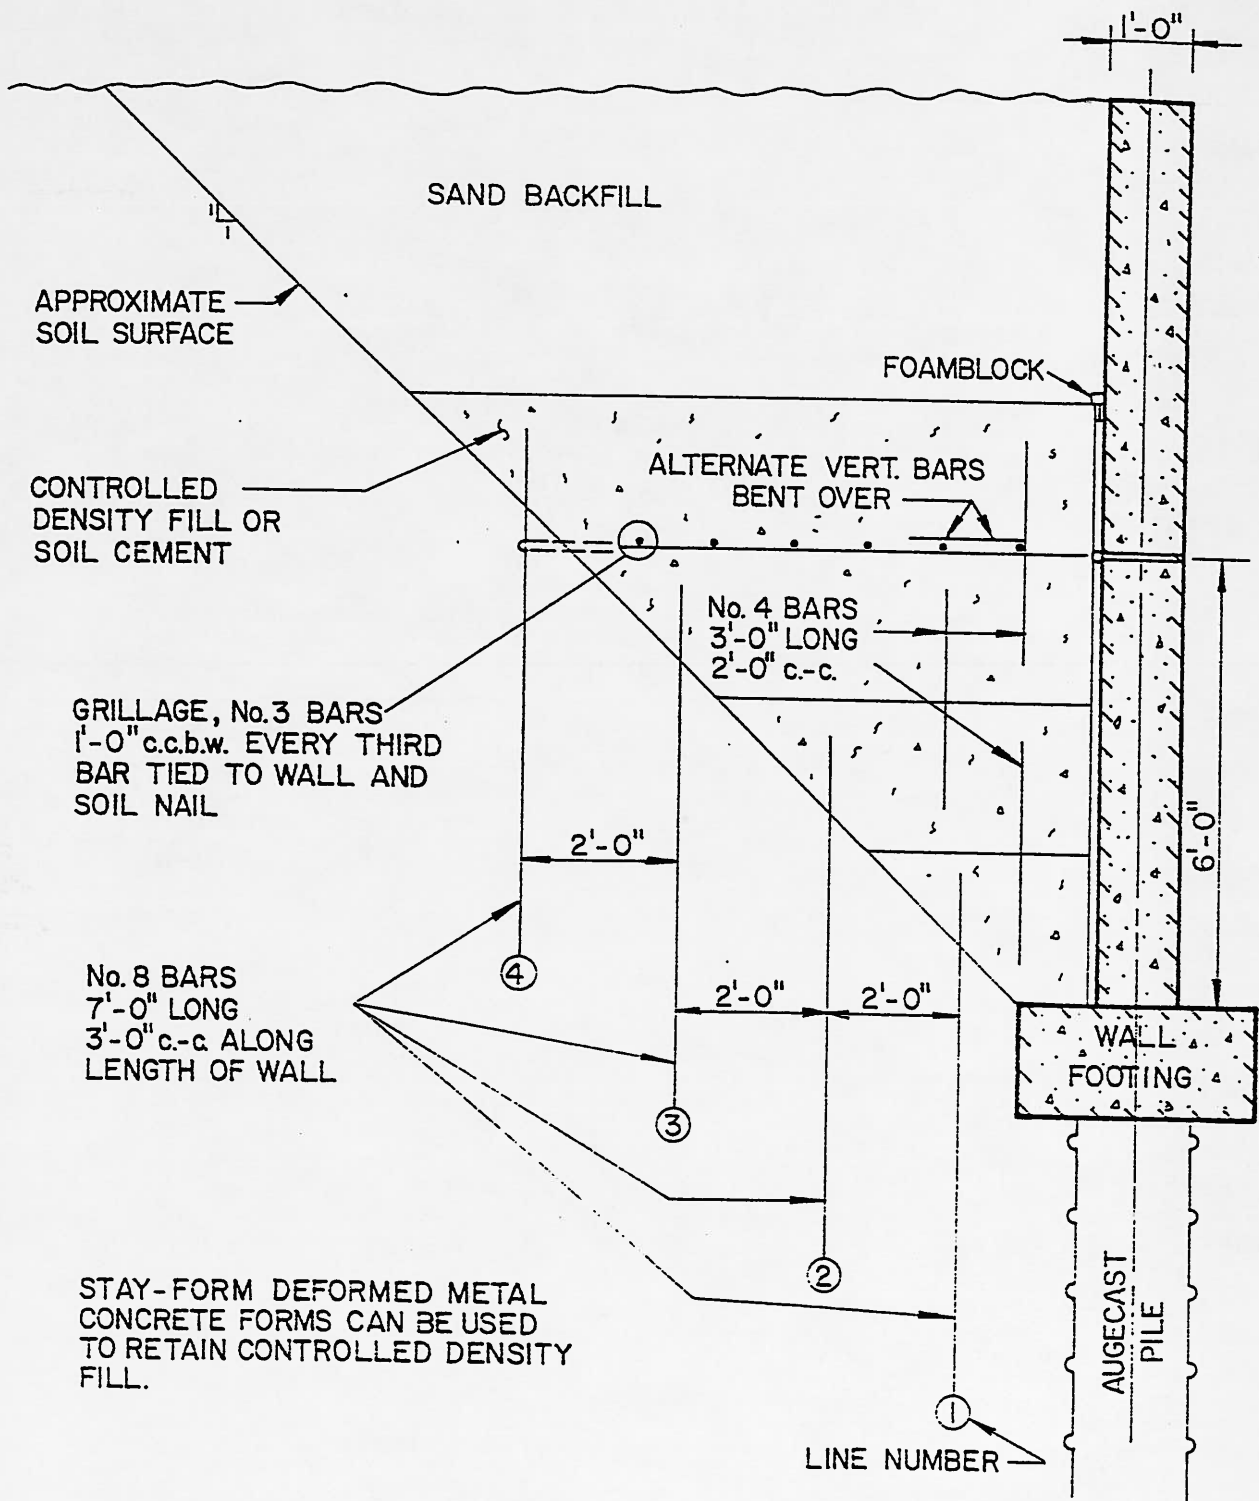 1'-0"
SAND BACKFILL
1
1
APPROXIMATE
SOIL SURFACE
FOAMBLOCK
ALTERNATE VERT. BARS
BENT OVER
CONTROLLED
DENSITY FILL OR
SOIL CEMENT
No. 4 BARS
3'-0" LONG
2'-0" c.-c.
GRILLAGE, No.3 BARS
1'-0" c.c.b.w. EVERY THIRD
BAR TIED TO WALL AND
SOIL NAIL
6'-0"
2'-0"
No. 8 BARS
7'-0" LONG
3'-0" c.-c. ALONG
LENGTH OF WALL
4
2'-0"
2'-0"
WALL
FOOTING
3
2
STAY-FORM DEFORMED METAL
CONCRETE FORMS CAN BE USED
TO RETAIN CONTROLLED DENSITY
FILL.
AUGECAST
PILE
1
LINE NUMBER